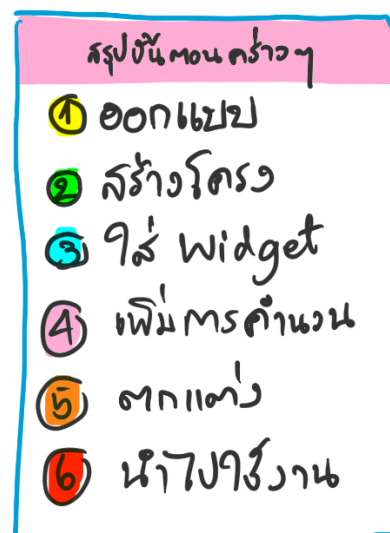 สรุปขั้นตอนคร่าวๆ
1 ออกแบบ
2 สร้างโครง
3 ใส่ widget
4 เพิ่มการคำนวน
5 ตกแต่ง
6 นำไปใช้งาน